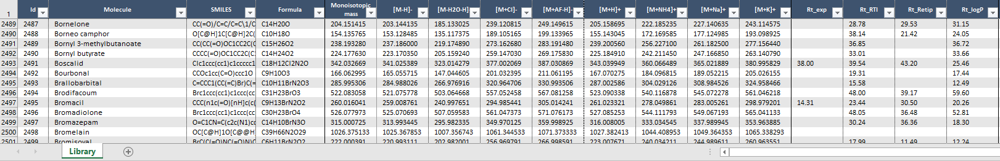 1 Id Molecule SMILES Formula Monoisotopic mass [M-H]- [M-H2O-H] [M+Cl]- [M+AF-H]- [M+H]+ [M+NH4]+ [M+Na]+ [M+K]+ Rt_exp Rt_RTI Rt_Retip Rt_logP
2489 2487 Bornelone CC(=O)/C=C/C=C\1/C C14H20O 204.151415 203.144135 185.133025 239.120815 249.149615 205.158695 222.185235 227.140635 243.114575 28.78 29.53 31.15
2490 2488 Borneo camphor O[C@H]1C[C@H]2C( C10H18O 154.135765 153.128485 135.117375 189.105165 199.133965 155.143045 172.169585 177.124985 193.098925 38.14 21.42 24.05
2491 2489 Bornyl 3-methylbutanoate CC(CC(=O)OC1CC2C(C C15H26O2 238.193280 237.186000 219.174890 273.162680 283.191480 239.200560 256.227100 261.182500 277.156440 36.85 36.72
2492 2490 Bornyl butyrate CCCC(=O)OC1CC2C(C C14H24O2 224.177630 223.170350 205.159240 259.147030 269.175830 225.184910 242.211450 247.166850 263.140790 33.01 33.66
2493 2491 Boscalid Clc1ccc(cc1)c1ccccc1 C18H12Cl2N2O 342.032669 341.025389 323.014279 377.002069 387.030869 343.039949 360.066489 365.021889 380.995829 38.00 39.54 43.20 25.46
2494 2492 Bourbonal CCOc1cc(C=O)ccc1O C9H10O3 166.062995 165.055715 147.044605 201.032395 211.061195 167.070275 184.096815 189.052215 205.026155 19.31 17.44
2495 2493 Brallobarbital C=CCC1(CC(=C)Br)C(= C10H11BrN2O3 285.995306 284.988026 266.976916 320.964706 330.993506 287.002586 304.029126 308.984526 324.958466 15.58 12.49
2496 2494 Brodifacoum Brc1ccc(cc1)c1ccc(cc C31H23BrO3 522.083058 521.075778 503.064668 557.052458 567.081258 523.090338 540.116878 545.072278 561.046218 48.00 39.17 59.60
2497 2495 Bromacil CCC(n1c(=O)[nH]c(c( C9H13BrN2O2 260.016041 259.008761 240.997651 294.985441 305.014241 261.023321 278.049861 283.005261 298.979201 14.31 23.44 30.50 20.26
2498 2496 Bromadiolone Brc1ccc(cc1)c1ccc(cc C30H23BrO4 526.077973 525.070693 507.059583 561.047373 571.076173 527.085253 544.111793 549.067193 565.041133 48.05 36.48 52.81
2499 2497 Bromazepam O=C1CN=C(c2c(N1)cc C14H10BrN3O 315.000725 313.993445 295.982335 349.970125 359.998925 316.008005 333.034545 337.989945 353.963885 30.24 36.36 18.30
2500 2498 Bromelain OC[C@H]1O[C@@H] C39H66N2O29 1026.375133 1025.367853 1007.356743 1061.344533 1071.373333 1027.382413 1044.408953 1049.364353 1065.338293
2501 2499 Bromisoval BrC(C(=O)NC(=O)N)C C6H11BrN2O2 222.000391 220.993111 202.982001 256.969791 266.998591 223.007671 240.034211 244.989611 260.963551 17.99 11.49 12.24
Library